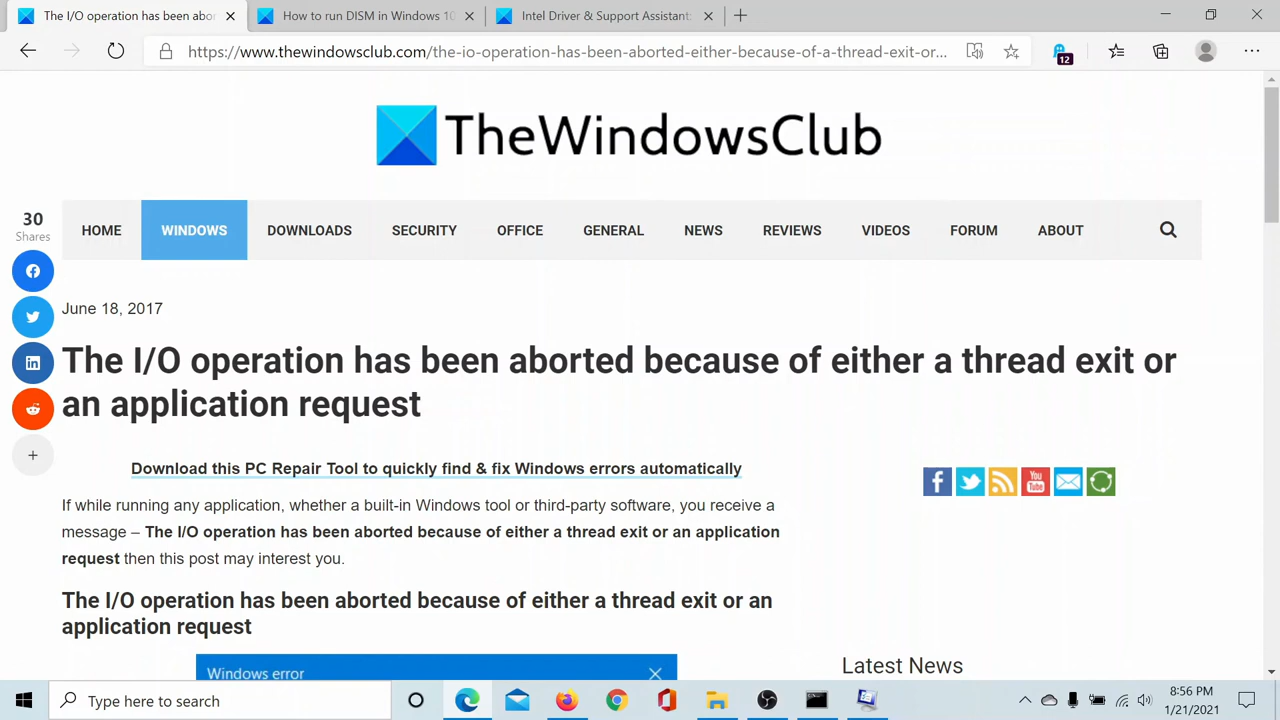 The I/O operation has been abor
How to run DISM in Windows 10
Intel Driver & Support Assistant:
https://www.thewindowsclub.com/the-io-operation-has-been-aborted-either-because-of-a-thread-exit-or...
12
TheWindowsClub
HOME
WINDOWS
DOWNLOADS
SECURITY
OFFICE
GENERAL
NEWS
REVIEWS
VIDEOS
FORUM
ABOUT
30
Shares
June 18, 2017
The I/O operation has been aborted because of either a thread exit or
an application request
Download this PC Repair Tool to quickly find & fix Windows errors automatically
If while running any application, whether a built-in Windows tool or third-party software, you receive a
message – The I/O operation has been aborted because of either a thread exit or an application
request then this post may interest you.
The I/O operation has been aborted because of either a thread exit or an
application request
Windows error
Latest News
Type here to search
8:56 PM
1/21/2021